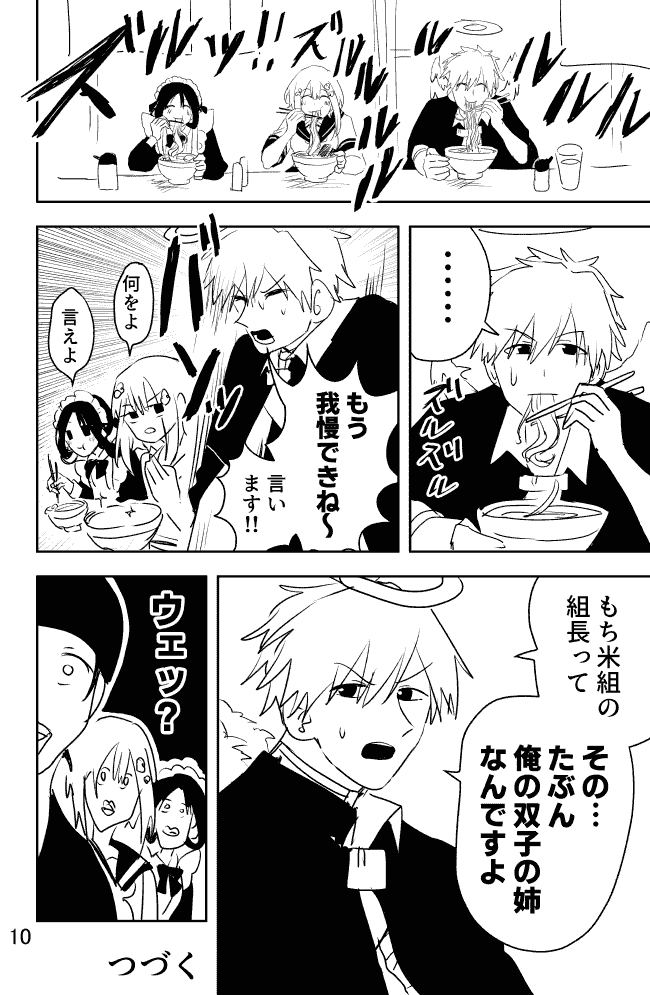 ズルッ!!
ズルル
ズルル
‥‥‥
ズルズル
もう
我慢できね〜
言い
ます!!
何をよ
言えよ
もち米組の
組長って
その…
たぶん
俺の双子の姉
なんですよ
ウェッ?
10
つづく